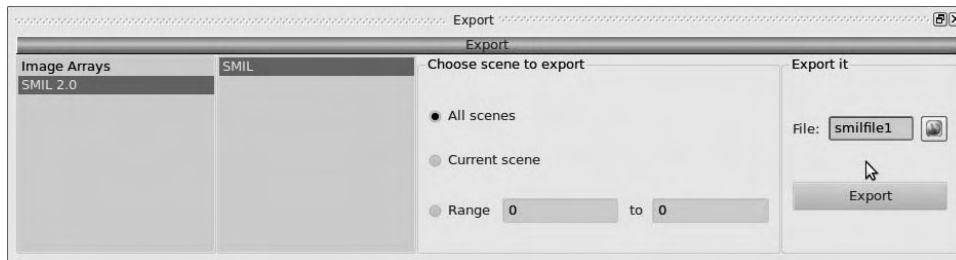 Export
Export
Image Arrays
SMIL 2.0
SMIL
Choose scene to export
All scenes
Current scene
Range 0 to 0
Export it
File: smilfile1
Export